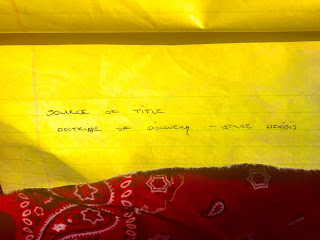 SOURCE OF TITLE
DOCTRINE OF DISCOVERY - STARE DECISIS